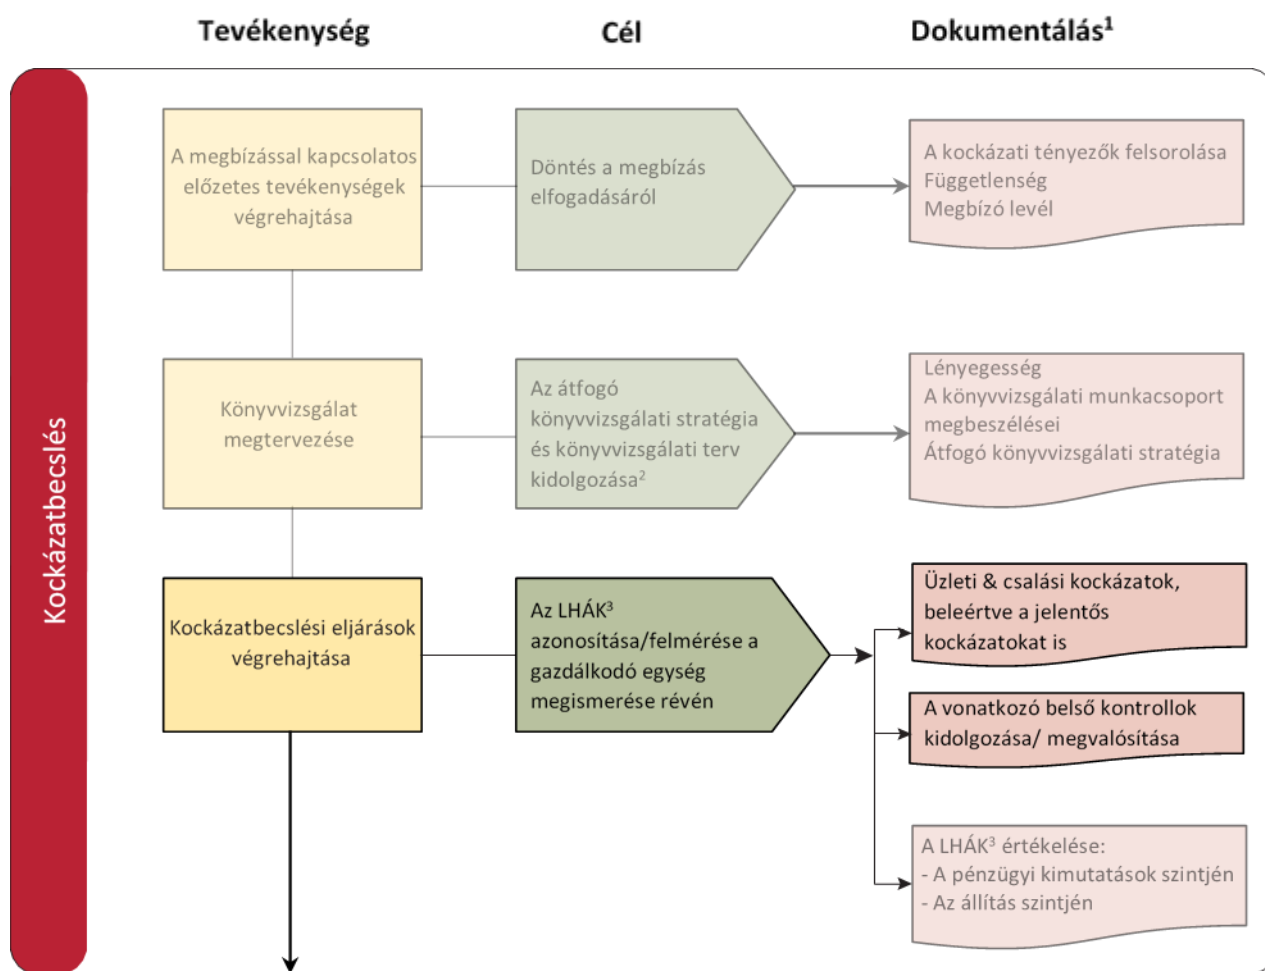 Tevékenység
Cél
Dokumentálás¹
Kockázatbecslés
A megbízással kapcsolatos
előzetes tevékenységek
végrehajtása
Döntés a megbízás
elfogadásáról
A kockázati tényezők felsorolása
Függetlenség
Megbízó levél
Könyvvizsgálat
megtervezése
Az átfogó
könyvvizsgálati stratégia
és könyvvizsgálati terv
kidolgozása²
Lényegesség
A könyvvizsgálati munkacsoport
megbeszélései
Átfogó könyvvizsgálati stratégia
Kockázatbecslési eljárások
végrehajtása
Az LHÁK³
azonosítása/felmérése a
gazdálkodó egység
megismerése révén
Üzleti & csalási kockázatok,
beleértve a jelentős
kockázatokat is
A vonatkozó belső kontrollok
kidolgozása/ megvalósítása
A LHÁK³ értékelése:
- A pénzügyi kimutatások szintjén
- Az állítás szintjén